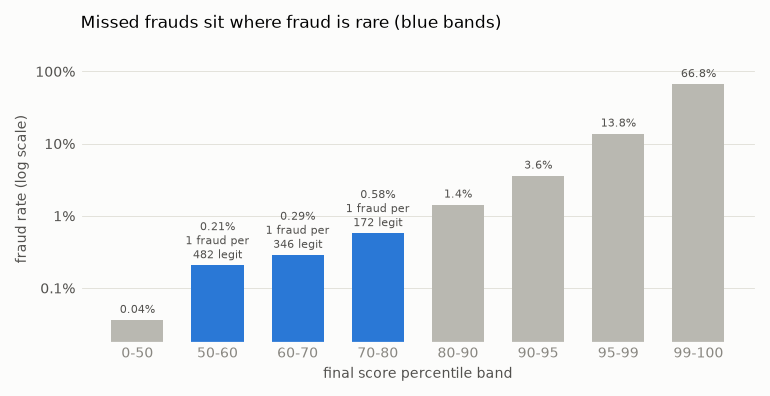 Missed frauds sit where fraud is rare (blue bands)
fraud rate (log scale)
100%
10%
1%
0.1%
0.04%
0.21%
1 fraud per
482 legit
0.29%
1 fraud per
346 legit
0.58%
1 fraud per
172 legit
1.4%
3.6%
13.8%
66.8%
0-50
50-60
60-70
70-80
80-90
90-95
95-99
99-100
final score percentile band